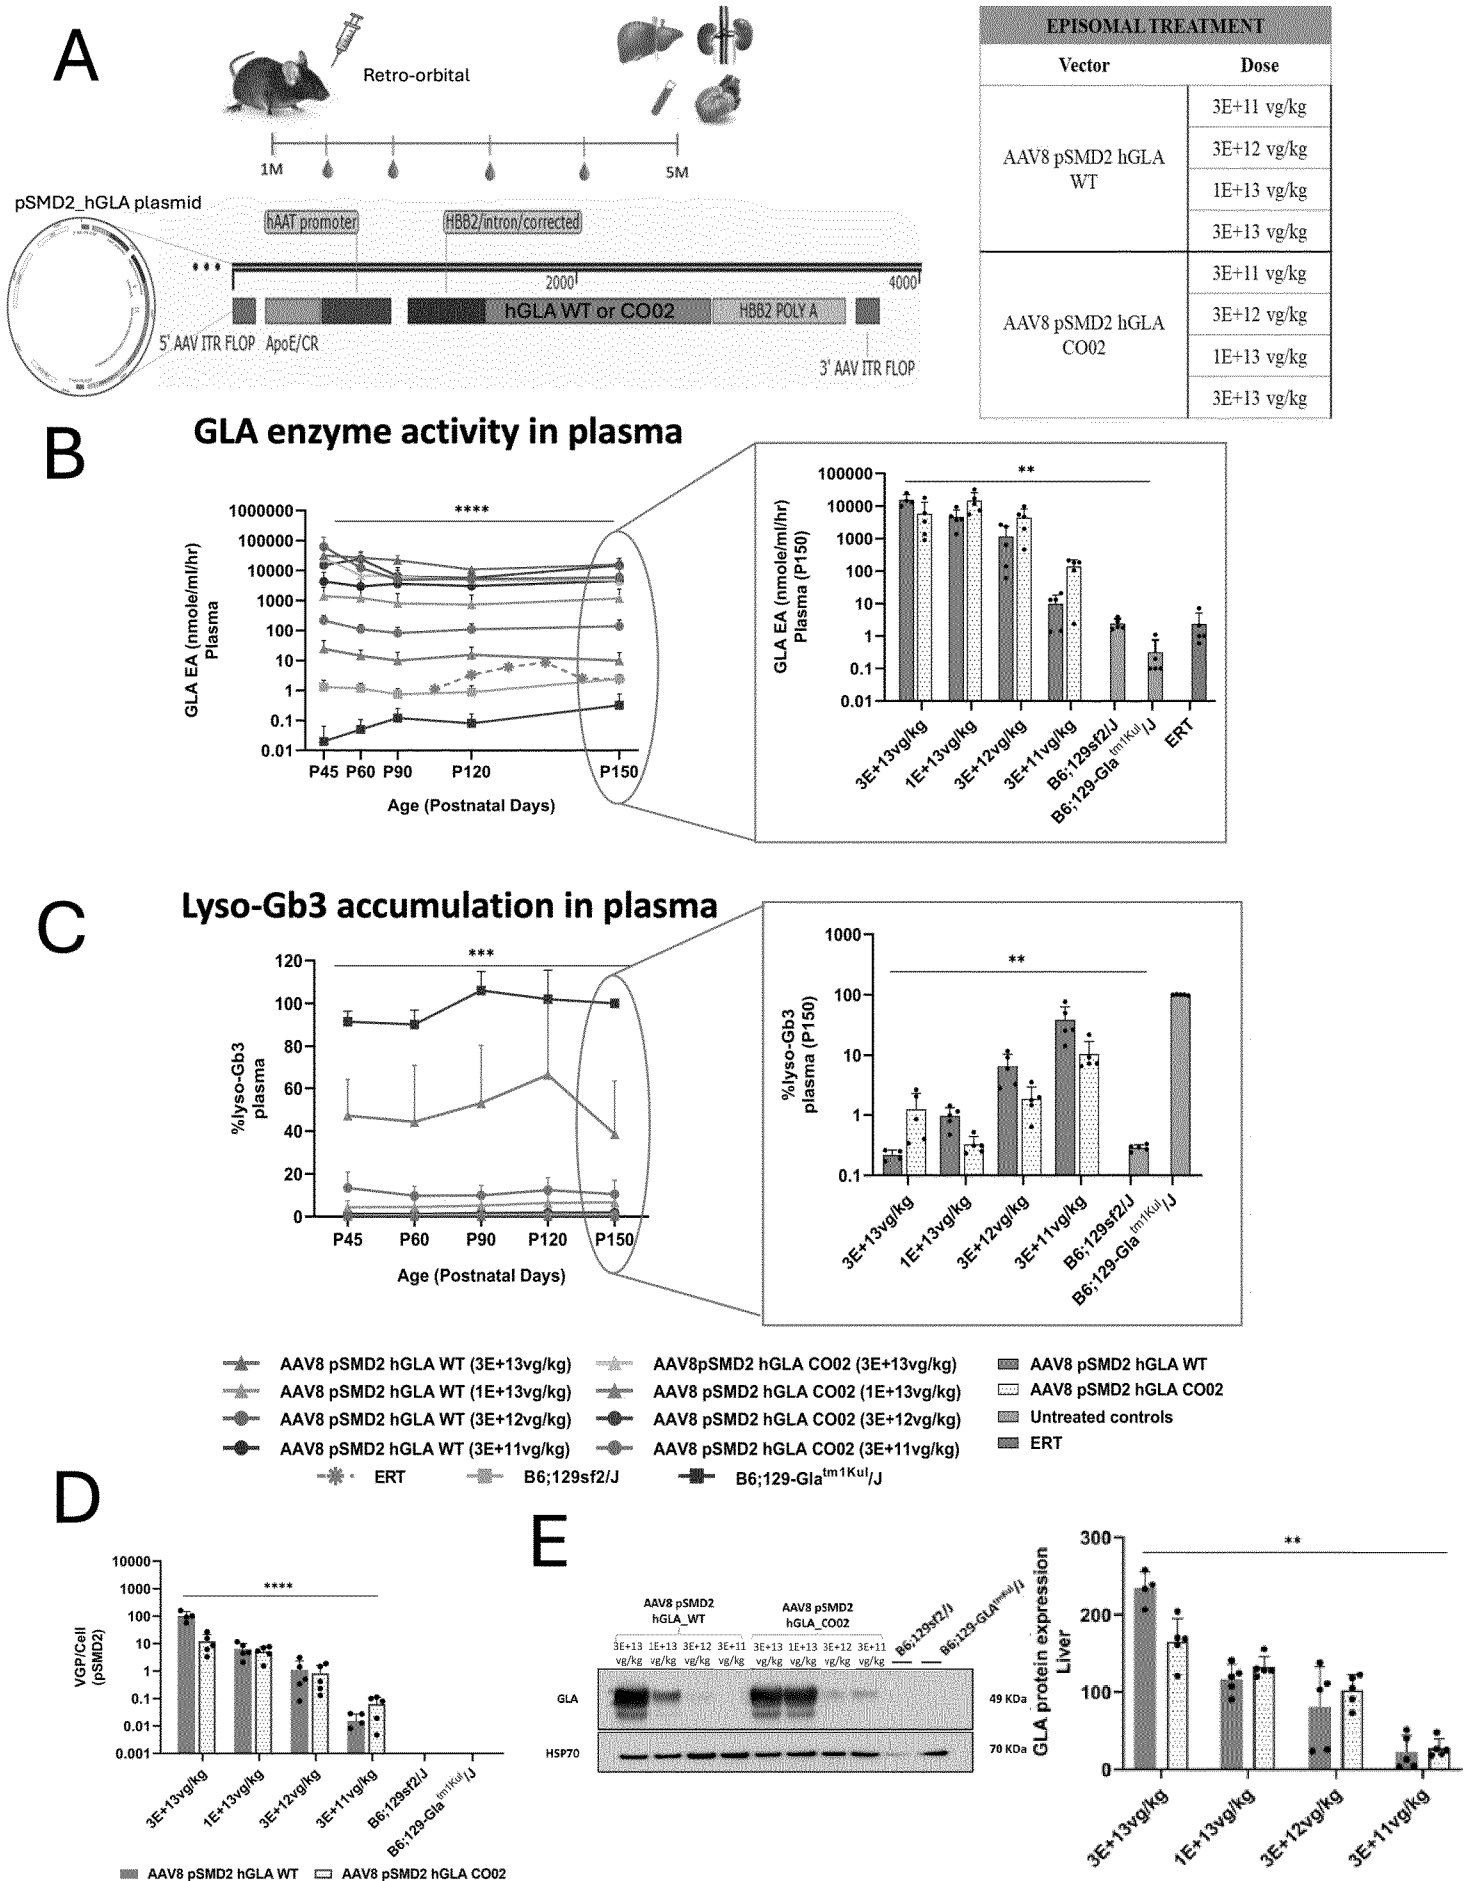 A
Retro-orbital
1M
5M
pSMD2_hGLA plasmid
hAAT promoter
HBB2/intron/corrected
2000
4000
hGLA WT or CO02
HBB2 POLY A
5' AAV ITR FLOP
ApoE/CR
3' AAV ITR FLOP
EPISOMAL TREATMENT
Vector
Dose
AAV8 pSMD2 hGLA
WT
3E+11 vg/kg
3E+12 vg/kg
1E+13 vg/kg
3E+13 vg/kg
AAV8 pSMD2 hGLA
CO02
3E+11 vg/kg
3E+12 vg/kg
1E+13 vg/kg
3E+13 vg/kg
B
GLA enzyme activity in plasma
GLA EA (nmole/ml/hr)
Plasma
1000000
100000
10000
1000
100
10
1
0.1
0.01
****
P45
P60
P90
P120
P150
Age (Postnatal Days)
GLA EA (nmole/ml/hr)
Plasma (P150)
100000
10000
1000
100
10
1
0.1
0.01
**
3E+13vg/kg
1E+13vg/kg
3E+12vg/kg
3E+11vg/kg
B6;129sf2/J
B6;129-Gla tm1Kul/J
ERT
C
Lyso-Gb3 accumulation in plasma
%lyso-Gb3
plasma
120
100
80
60
40
20
0
***
P45
P60
P90
P120
P150
Age (Postnatal Days)
%lyso-Gb3
plasma (P150)
1000
100
10
1
0.1
**
3E+13vg/kg
1E+13vg/kg
3E+12vg/kg
3E+11vg/kg
B6;129sf2/J
B6;129-Gla tm1Kul/J
AAV8 pSMD2 hGLA WT (3E+13vg/kg)
AAV8pSMD2 hGLA CO02 (3E+13vg/kg)
AAV8 pSMD2 hGLA WT
AAV8 pSMD2 hGLA WT (1E+13vg/kg)
AAV8 pSMD2 hGLA CO02 (1E+13vg/kg)
AAV8 pSMD2 hGLA CO02
AAV8 pSMD2 hGLA WT (3E+12vg/kg)
AAV8 pSMD2 hGLA CO02 (3E+12vg/kg)
Untreated controls
AAV8 pSMD2 hGLA WT (3E+11vg/kg)
AAV8 pSMD2 hGLA CO02 (3E+11vg/kg)
ERT
ERT
B6;129sf2/J
B6;129-Gla tm1Kul/J
D
VGP/Cell
(pSMD2)
10000
1000
100
10
1
0.1
0.01
0.001
****
3E+13vg/kg
1E+13vg/kg
3E+12vg/kg
3E+11vg/kg
B6;129sf2/J
B6;129-Gla tm1Kul/J
AAV8 pSMD2 hGLA WT
AAV8 pSMD2 hGLA CO02
E
AAV8 pSMD2
hGLA_WT
AAV8 pSMD2
hGLA_CO02
B6;129sf2/J
B6;129-GLA tm1Kul/J
3E+13 1E+13 3E+12 3E+11
vg/kg vg/kg vg/kg vg/kg
3E+13 1E+13 3E+12 3E+11
vg/kg vg/kg vg/kg vg/kg
GLA
49 KDa
HSP70
70 KDa
GLA protein expression
Liver
300
200
100
0
**
3E+13vg/kg
1E+13vg/kg
3E+12vg/kg
3E+11vg/kg